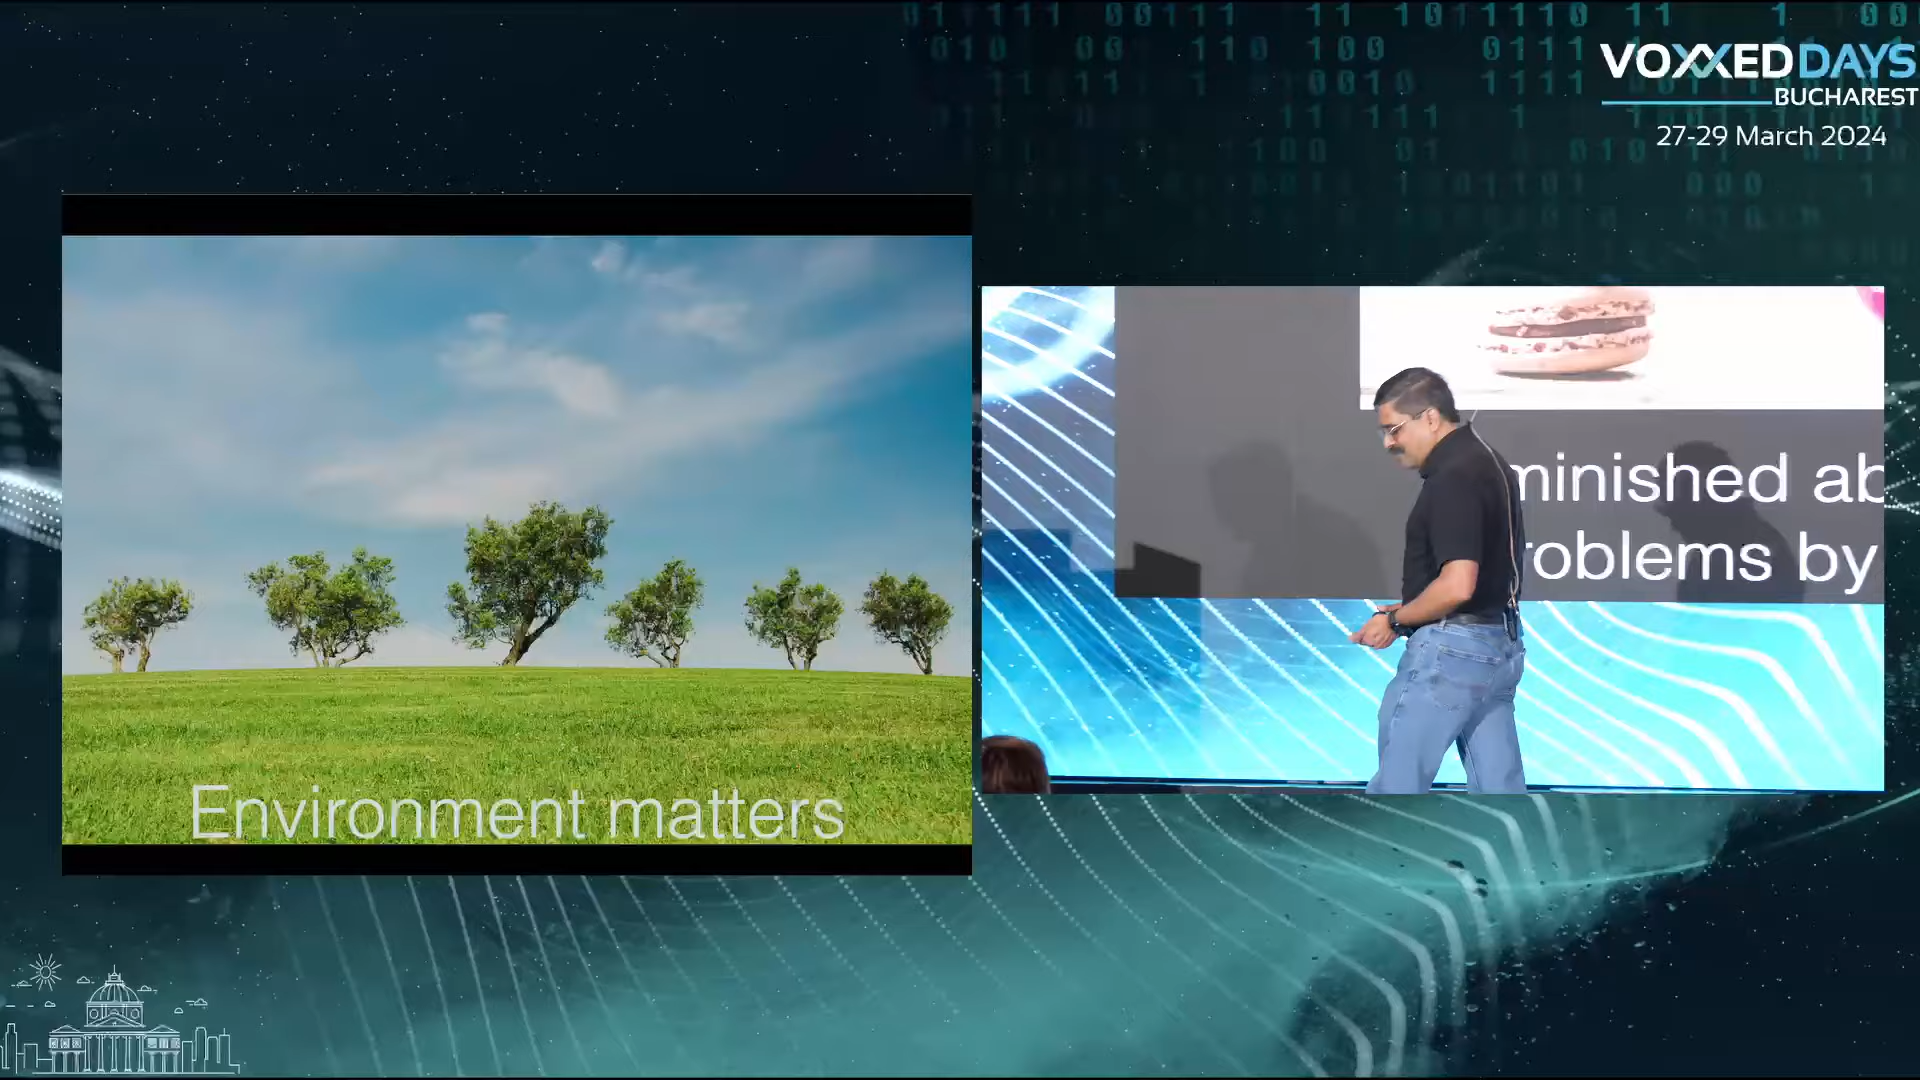 VOXXEDDAYS
BUCHAREST
27-29 March 2024
Environment matters
minished ab
roblems by